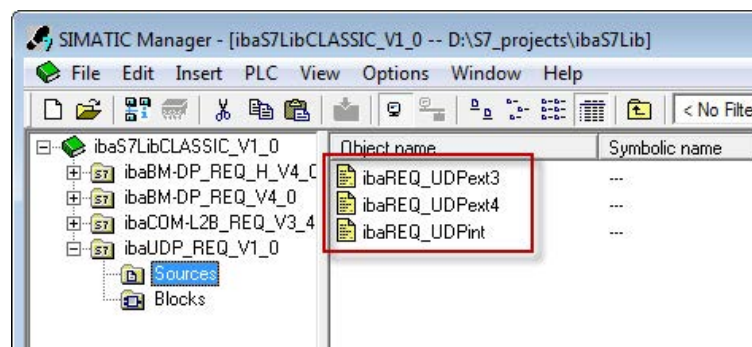 SIMATIC Manager - [ibaS7LibCLASSIC_V1_0 -- D:\S7_projects\ibaS7Lib]
File Edit Insert PLC View Options Window Help
< No Filte
ibaS7LibCLASSIC_V1_0
ibaBM-DP_REQ_H_V4_0
ibaBM-DP_REQ_V4_0
ibaCOM-L2B_REQ_V3_4
ibaUDP_REQ_V1_0
Sources
Blocks
Object name Symbolic name
ibaREQ_UDPext3 ---
ibaREQ_UDPext4 ---
ibaREQ_UDPint ---